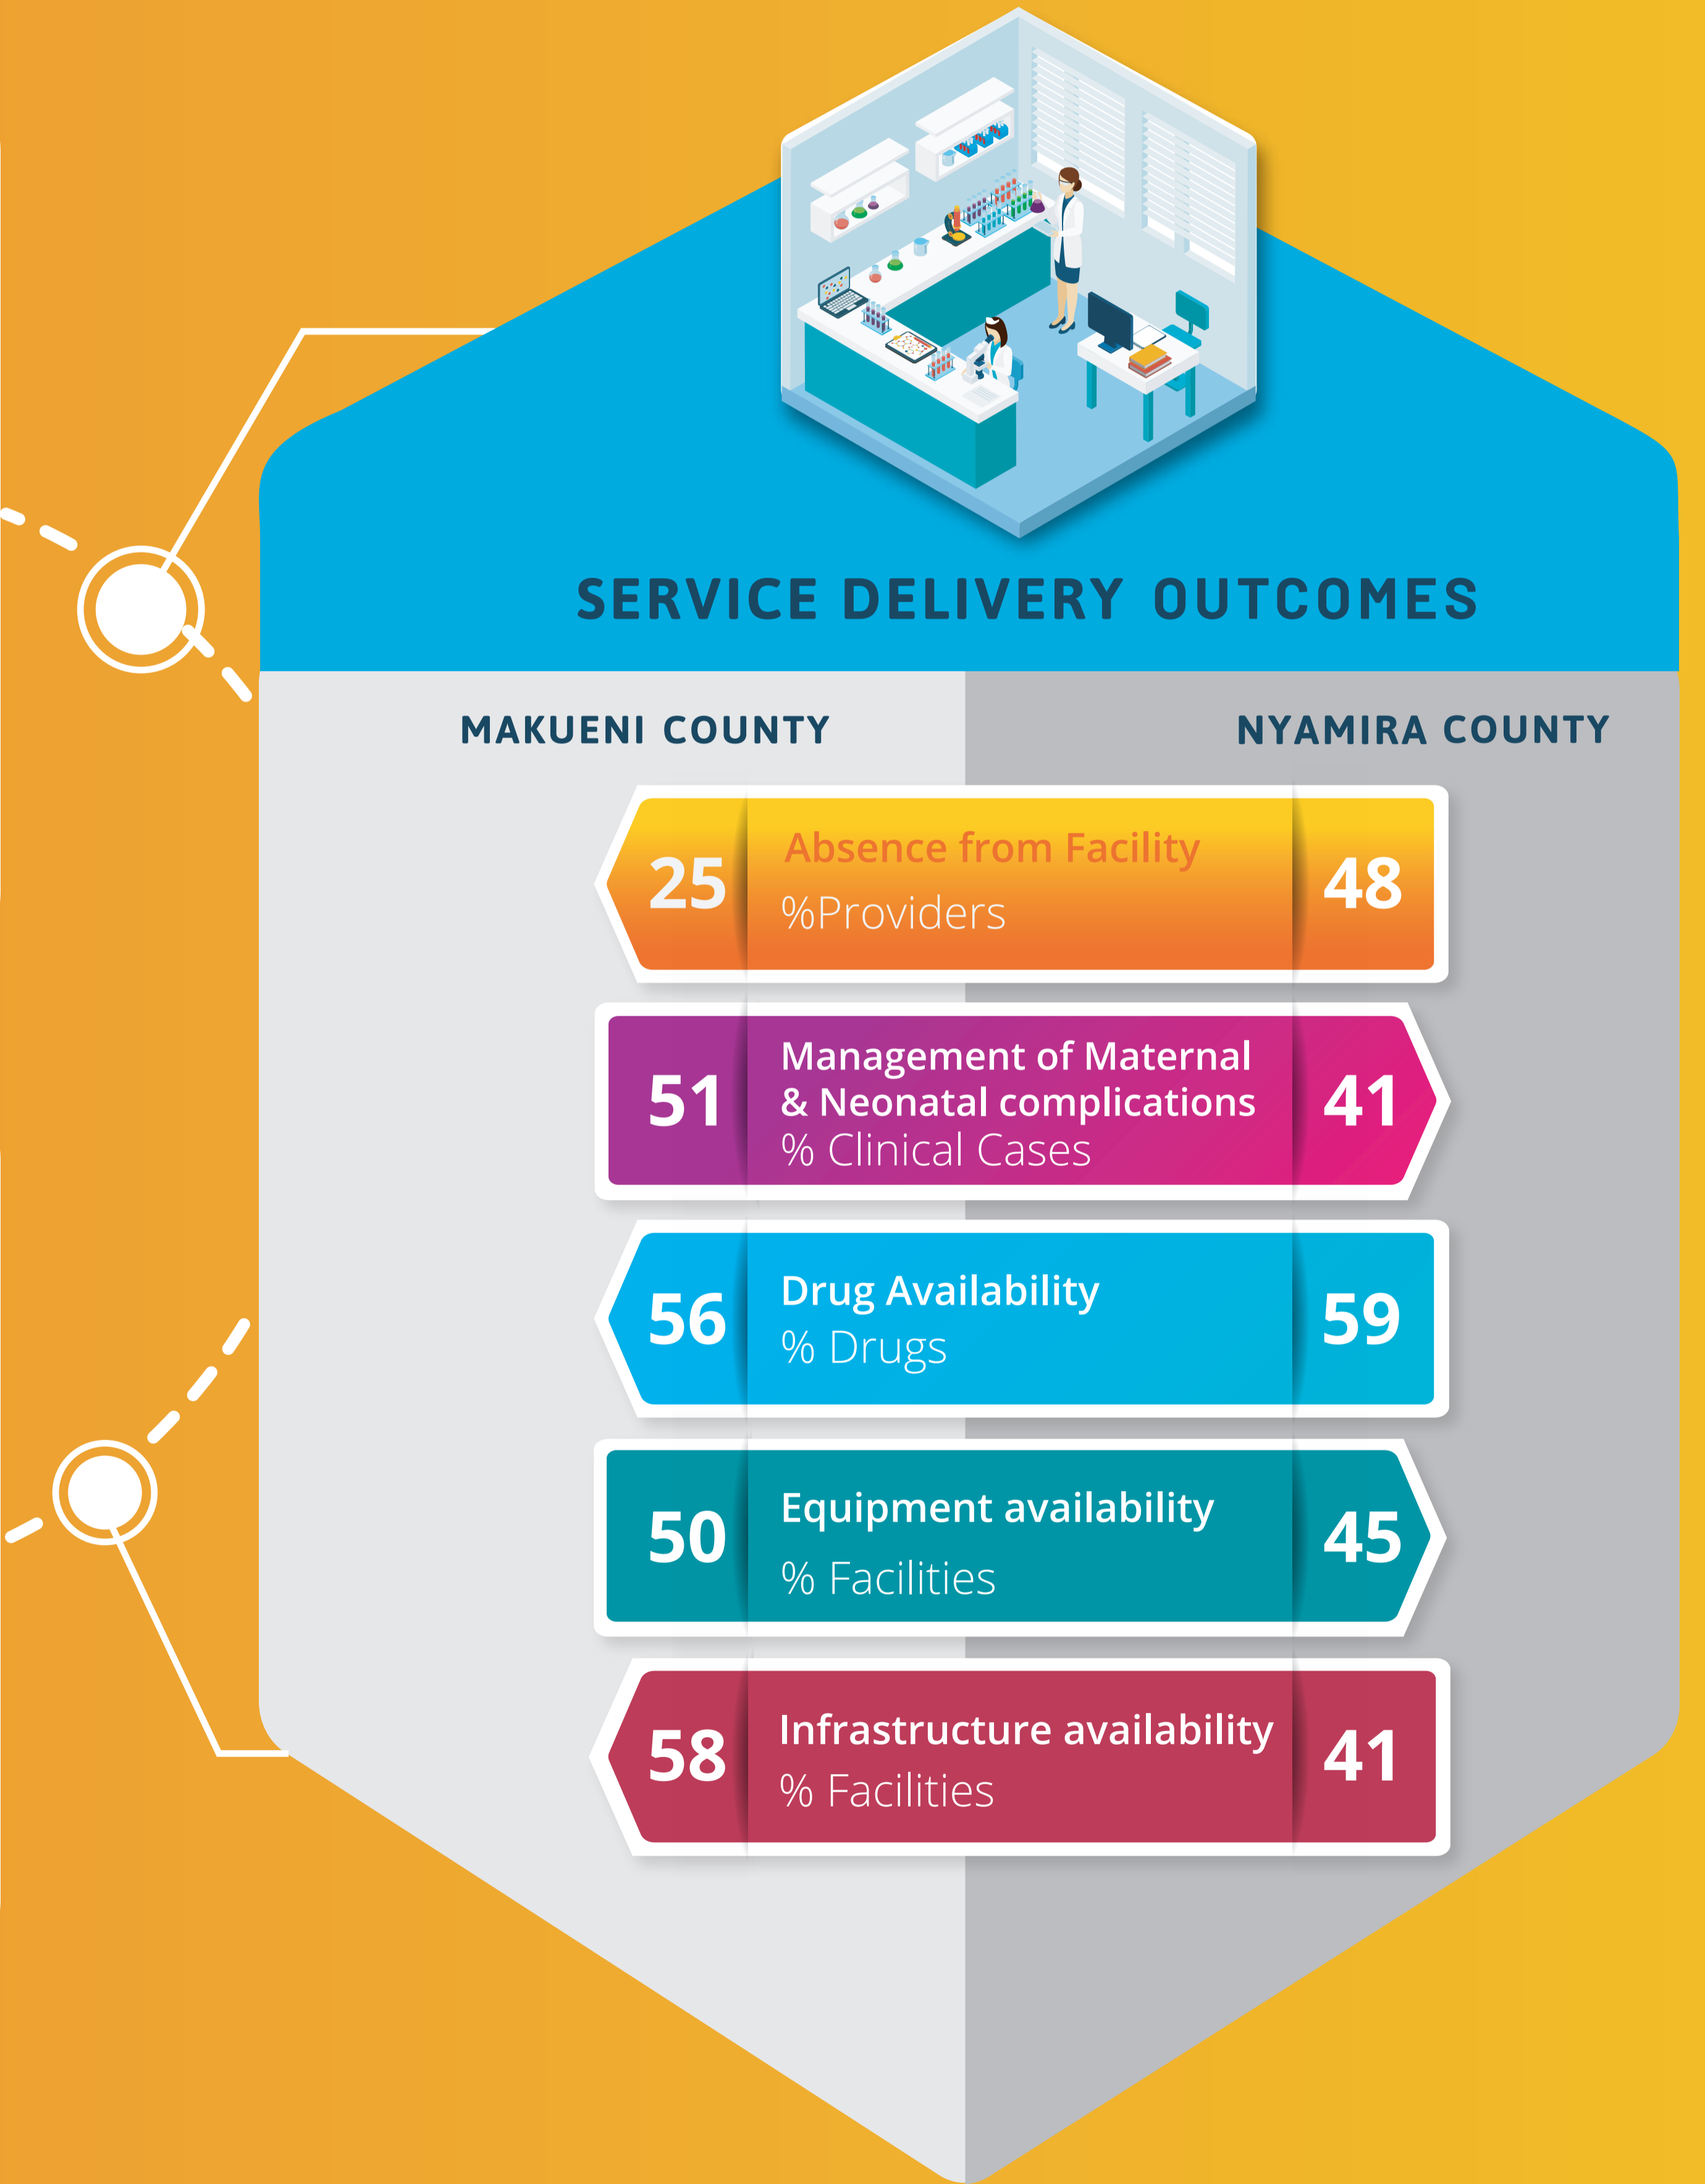 SERVICE DELIVERY OUTCOMES
MAKUENI COUNTY
NYAMIRA COUNTY
25
Absence from Facility
%Providers
48
51
Management of Maternal
& Neonatal complications
% Clinical Cases
41
56
Drug Availability
% Drugs
59
50
Equipment availability
% Facilities
45
58
Infrastructure availability
% Facilities
41